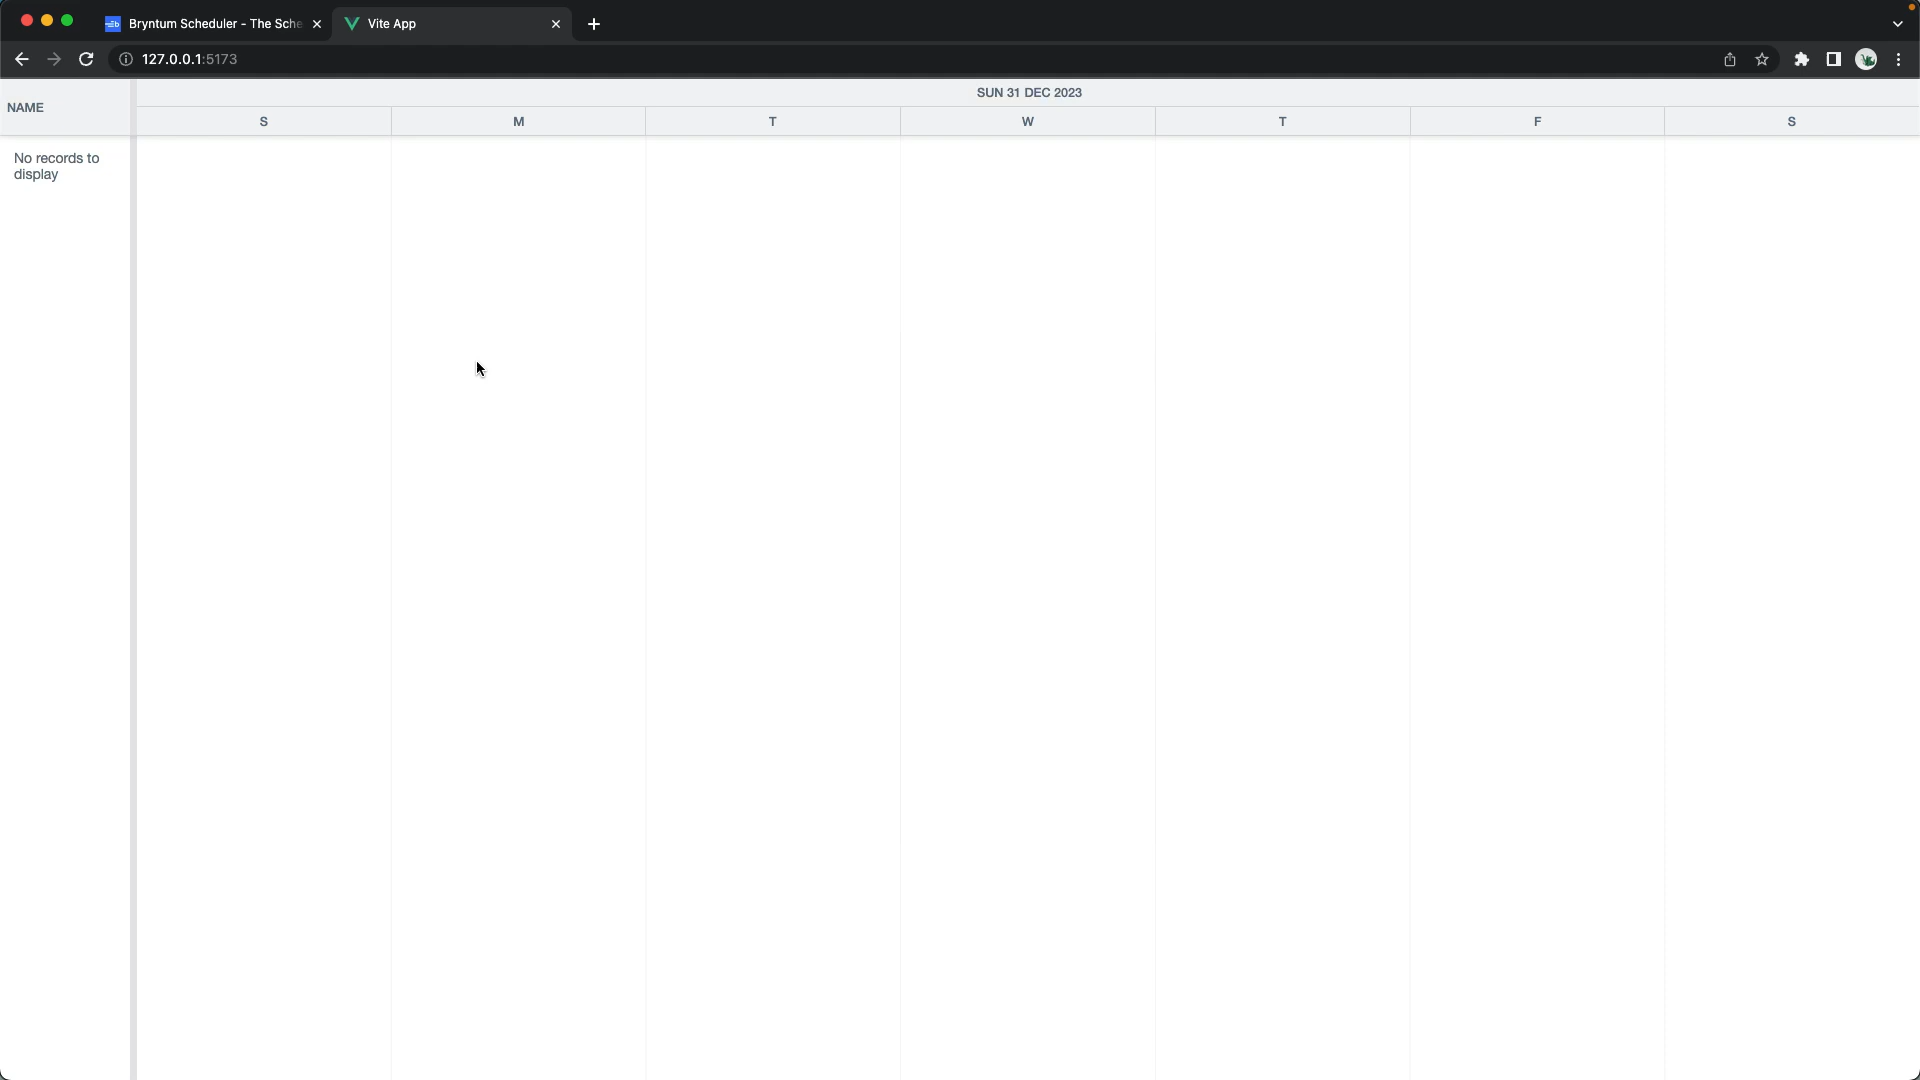 Bryntum Scheduler - The Sche
Vite App
127.0.0.1:5173
NAME
SUN 31 DEC 2023
S M T W T F S
No records to
display